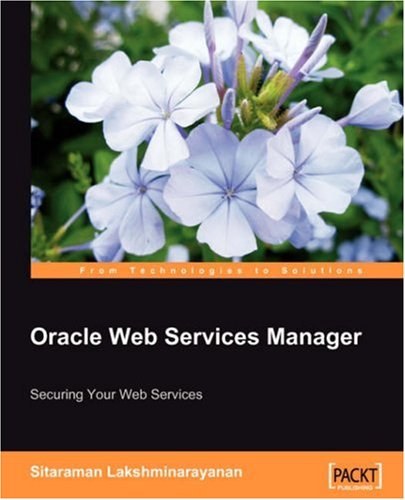 From Technologies to Solutions
Oracle Web Services Manager
Securing Your Web Services
Sitaraman Lakshminarayanan
PACKT
PUBLISHING